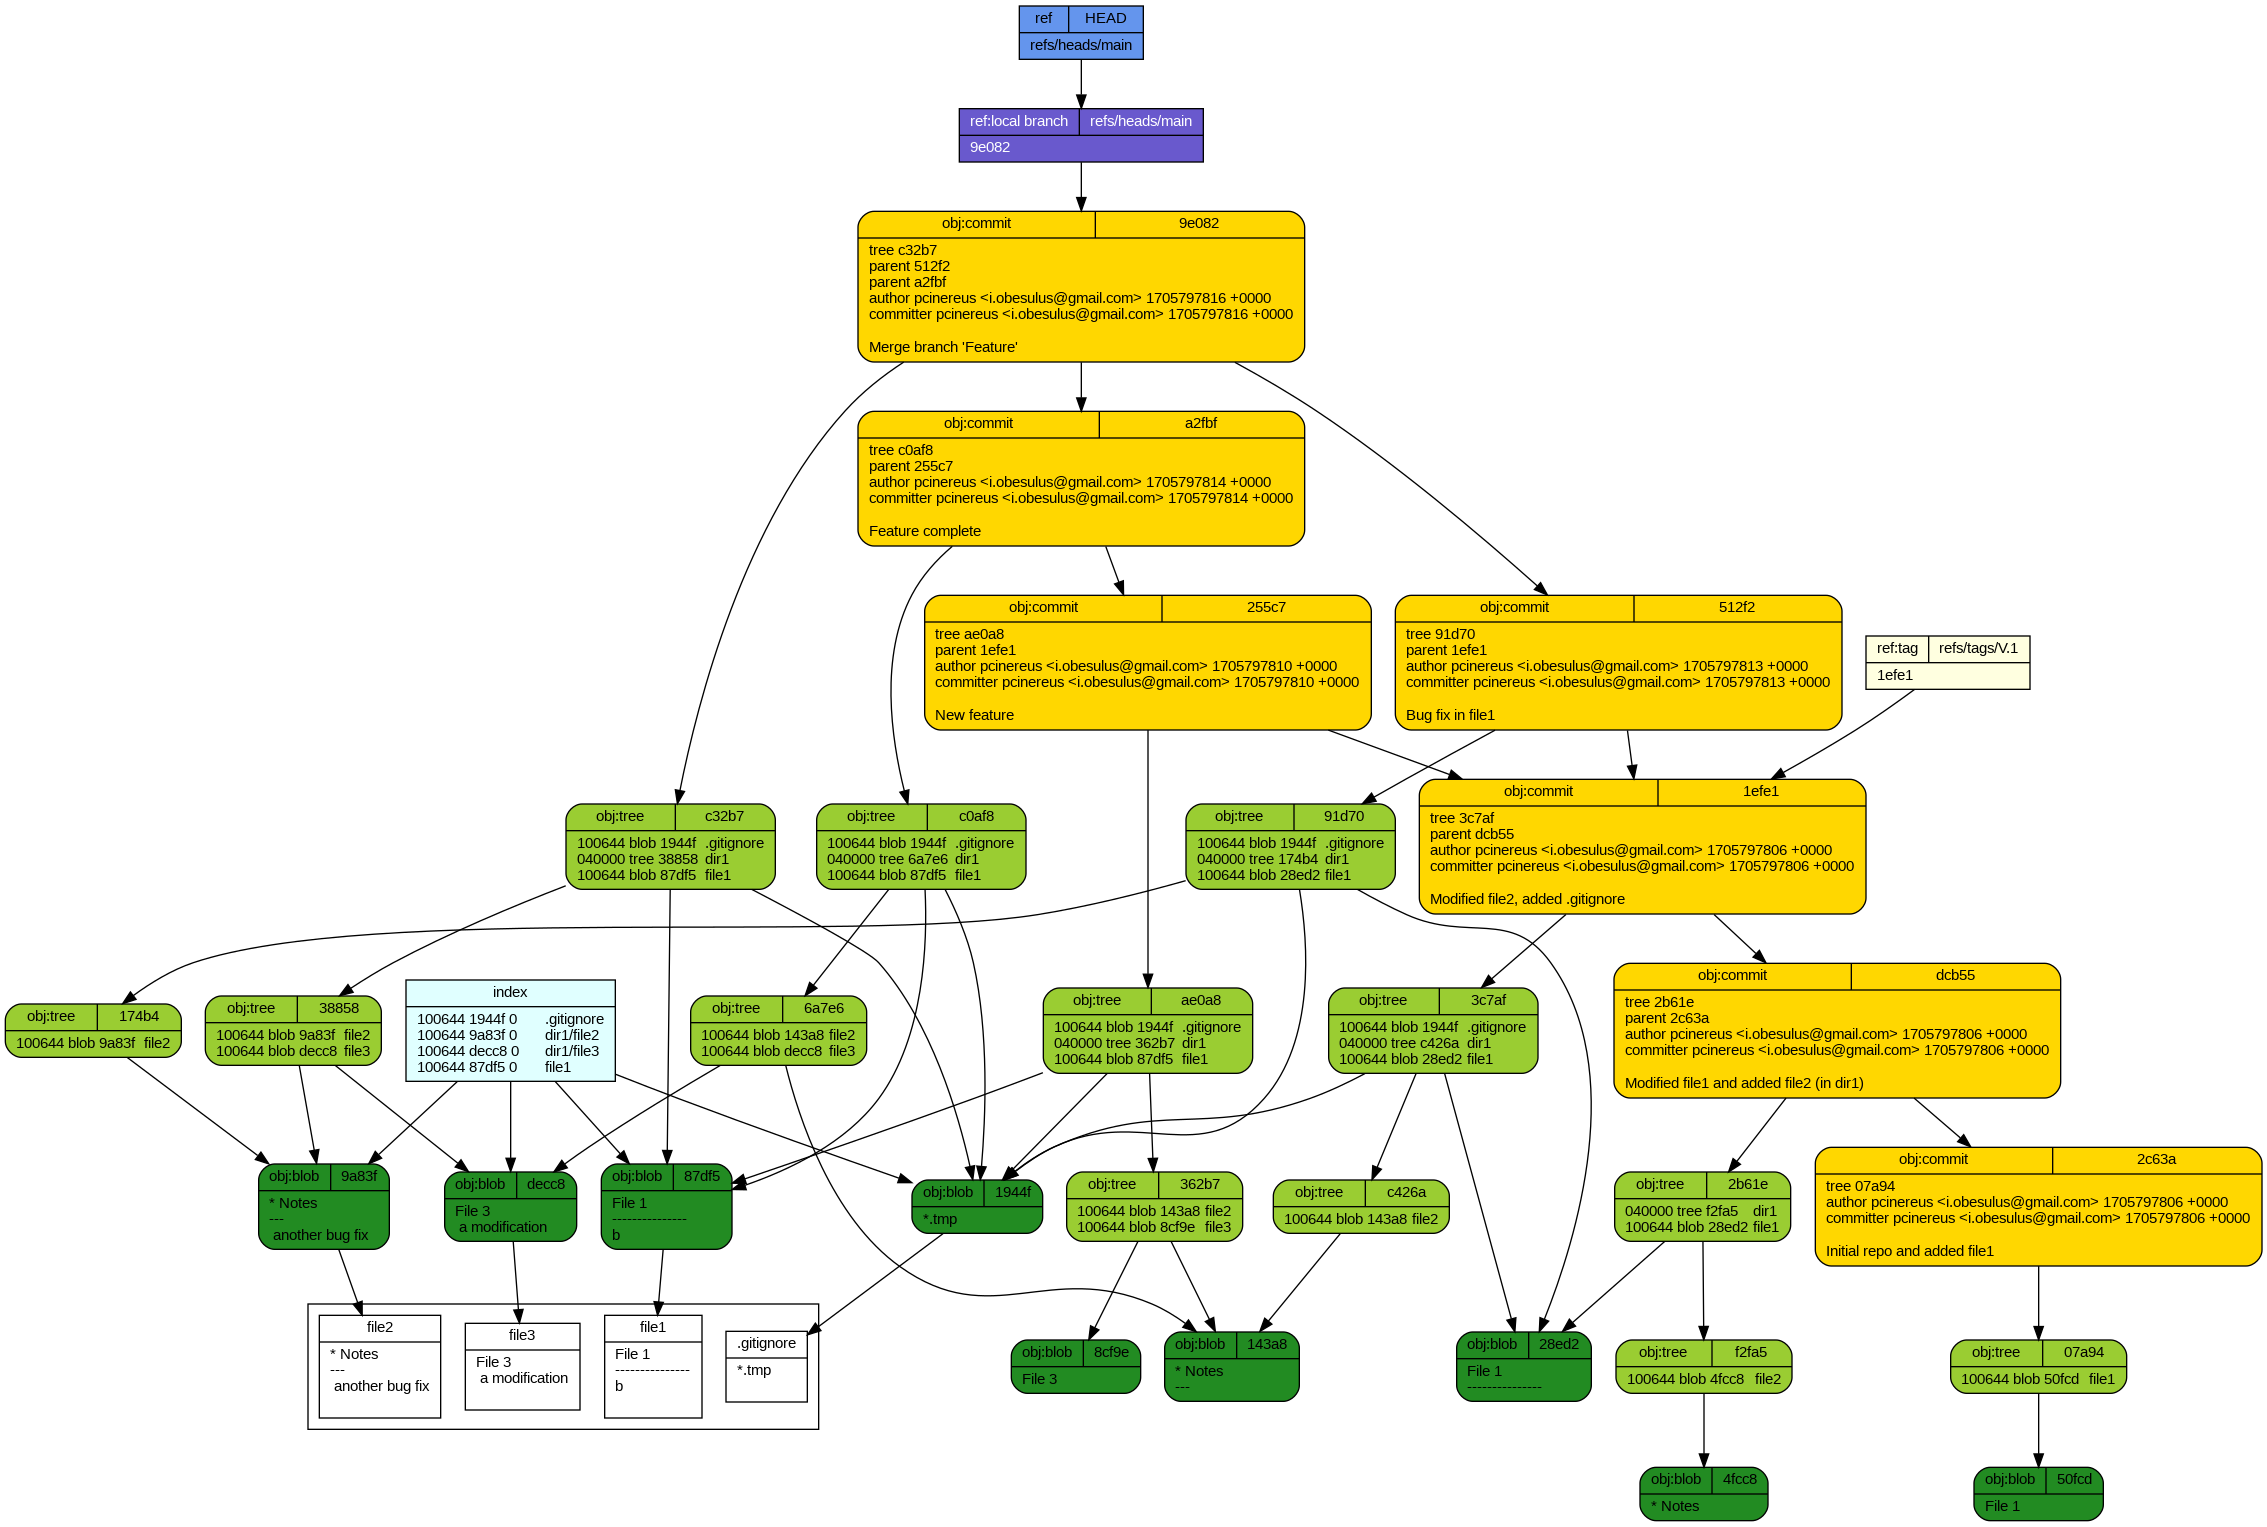 ref HEAD
refs/heads/main
ref:local branch refs/heads/main
9e082
obj:commit 9e082
tree c32b7
parent 512f2
parent a2fbf
author pcinereus <i.obesulus@gmail.com> 1705797816 +0000
committer pcinereus <i.obesulus@gmail.com> 1705797816 +0000
Merge branch 'Feature'
obj:commit a2fbf
tree c0af8
parent 255c7
author pcinereus <i.obesulus@gmail.com> 1705797814 +0000
committer pcinereus <i.obesulus@gmail.com> 1705797814 +0000
Feature complete
obj:commit 255c7
tree ae0a8
parent 1efe1
author pcinereus <i.obesulus@gmail.com> 1705797810 +0000
committer pcinereus <i.obesulus@gmail.com> 1705797810 +0000
New feature
obj:commit 512f2
tree 91d70
parent 1efe1
author pcinereus <i.obesulus@gmail.com> 1705797813 +0000
committer pcinereus <i.obesulus@gmail.com> 1705797813 +0000
Bug fix in file1
ref:tag refs/tags/V.1
1efe1
obj:tree c32b7
100644 blob 1944f .gitignore
040000 tree 38858 dir1
100644 blob 87df5 file1
obj:tree c0af8
100644 blob 1944f .gitignore
040000 tree 6a7e6 dir1
100644 blob 87df5 file1
obj:tree 91d70
100644 blob 1944f .gitignore
040000 tree 174b4 dir1
100644 blob 28ed2 file1
obj:commit 1efe1
tree 3c7af
parent dcb55
author pcinereus <i.obesulus@gmail.com> 1705797806 +0000
committer pcinereus <i.obesulus@gmail.com> 1705797806 +0000
Modified file2, added .gitignore
obj:tree 174b4
100644 blob 9a83f file2
obj:tree 38858
100644 blob 9a83f file2
100644 blob decc8 file3
index
100644 1944f 0 .gitignore
100644 9a83f 0 dir1/file2
100644 decc8 0 dir1/file3
100644 87df5 0 file1
obj:tree 6a7e6
100644 blob 143a8 file2
100644 blob decc8 file3
obj:tree ae0a8
100644 blob 1944f .gitignore
040000 tree 362b7 dir1
100644 blob 87df5 file1
obj:tree 3c7af
100644 blob 1944f .gitignore
040000 tree c426a dir1
100644 blob 28ed2 file1
obj:commit dcb55
tree 2b61e
parent 2c63a
author pcinereus <i.obesulus@gmail.com> 1705797806 +0000
committer pcinereus <i.obesulus@gmail.com> 1705797806 +0000
Modified file1 and added file2 (in dir1)
obj:blob 9a83f
* Notes
---
another bug fix
obj:blob decc8
File 3
a modification
obj:blob 87df5
File 1
---------------
b
obj:blob 1944f
*.tmp
obj:tree 362b7
100644 blob 143a8 file2
100644 blob 8cf9e file3
obj:tree c426a
100644 blob 143a8 file2
obj:tree 2b61e
040000 tree f2fa5 dir1
100644 blob 28ed2 file1
obj:commit 2c63a
tree 07a94
author pcinereus <i.obesulus@gmail.com> 1705797806 +0000
committer pcinereus <i.obesulus@gmail.com> 1705797806 +0000
Initial repo and added file1
file2
* Notes
---
another bug fix
file3
File 3
a modification
file1
File 1
---------------
b
.gitignore
*.tmp
obj:blob 8cf9e
File 3
obj:blob 143a8
* Notes
---
obj:blob 28ed2
File 1
---------------
obj:tree f2fa5
100644 blob 4fcc8 file2
obj:tree 07a94
100644 blob 50fcd file1
obj:blob 4fcc8
* Notes
obj:blob 50fcd
File 1